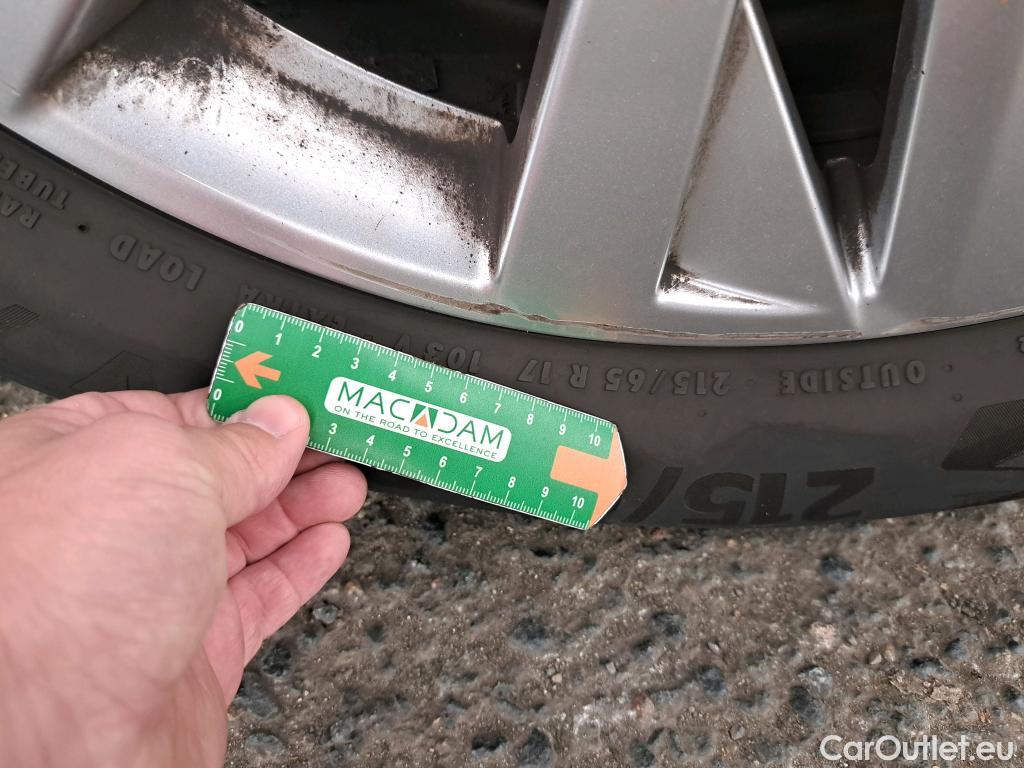 RA
TUBE
LOAD
103 V
215/65 R 17
OUTSIDE
215/
0 1 2 3 4 5 6 7 8 9 10
MACADAM
ON THE ROAD TO EXCELLENCE
0 3 4 5 6 7 8 9 10
CarOutlet.eu